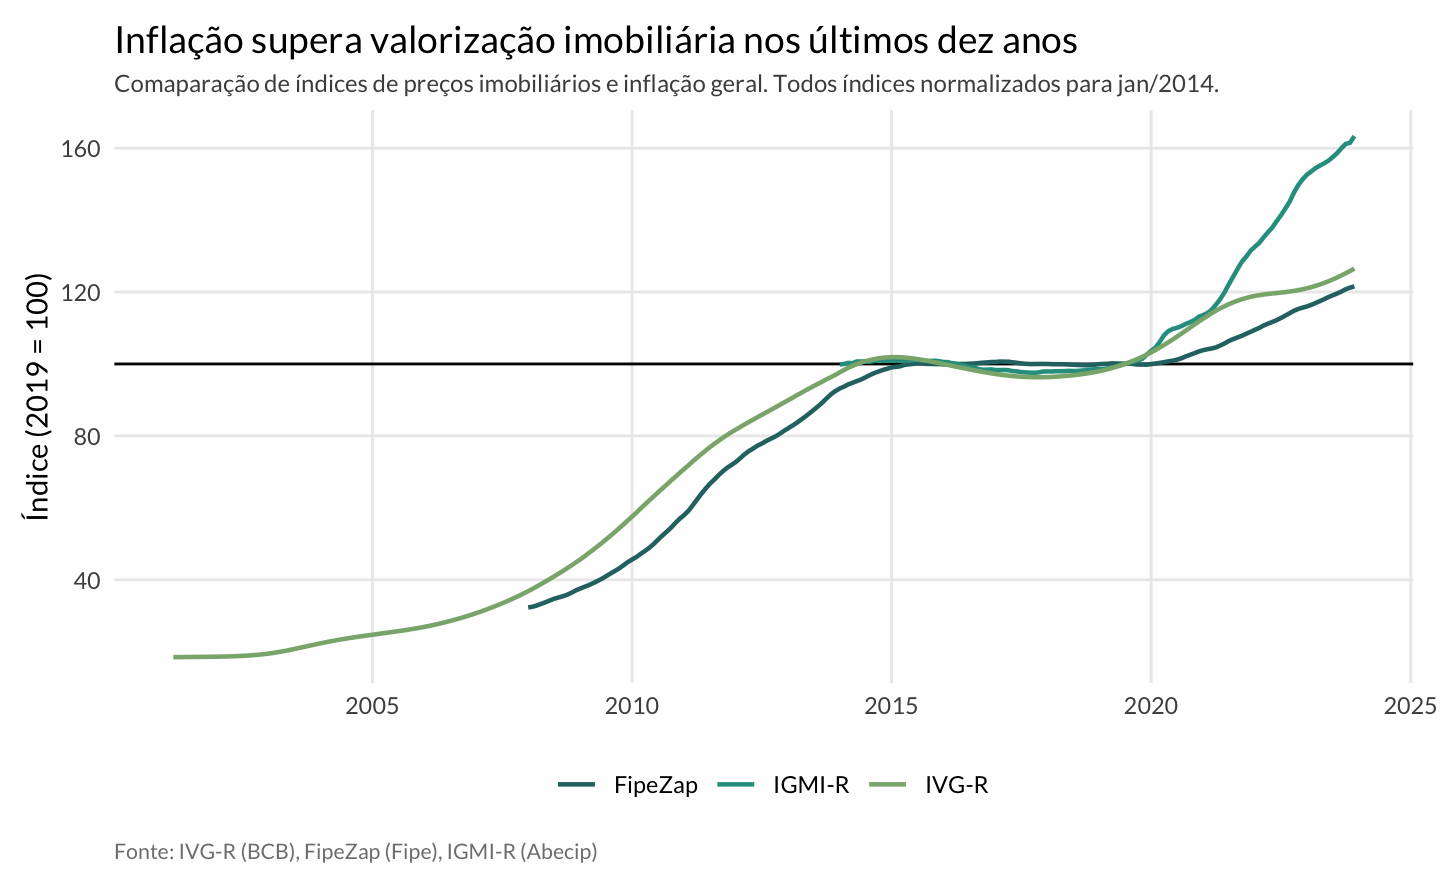 Inflação supera valorização imobiliária nos últimos dez anos
Comaparação de índices de preços imobiliários e inflação geral. Todos índices normalizados para jan/2014.
Índice (2019 = 100)
160
120
80
40
2005
2010
2015
2020
2025
FipeZap
IGMI-R
IVG-R
Fonte: IVG-R (BCB), FipeZap (Fipe), IGMI-R (Abecip)